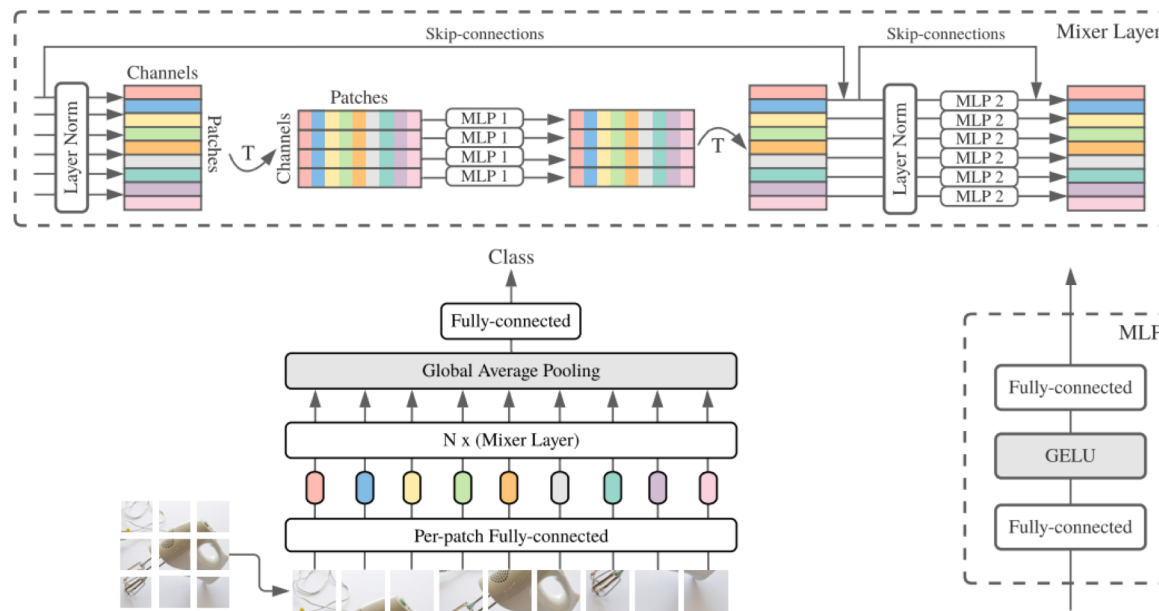 Mixer Layer
Skip-connections
Skip-connections
Channels
Layer Norm
Patches
T
Patches
Channels
MLP 1
MLP 1
MLP 1
MLP 1
T
Layer Norm
MLP 2
MLP 2
MLP 2
MLP 2
MLP 2
MLP 2
Class
Fully-connected
Global Average Pooling
N x (Mixer Layer)
Per-patch Fully-connected
MLP
Fully-connected
GELU
Fully-connected